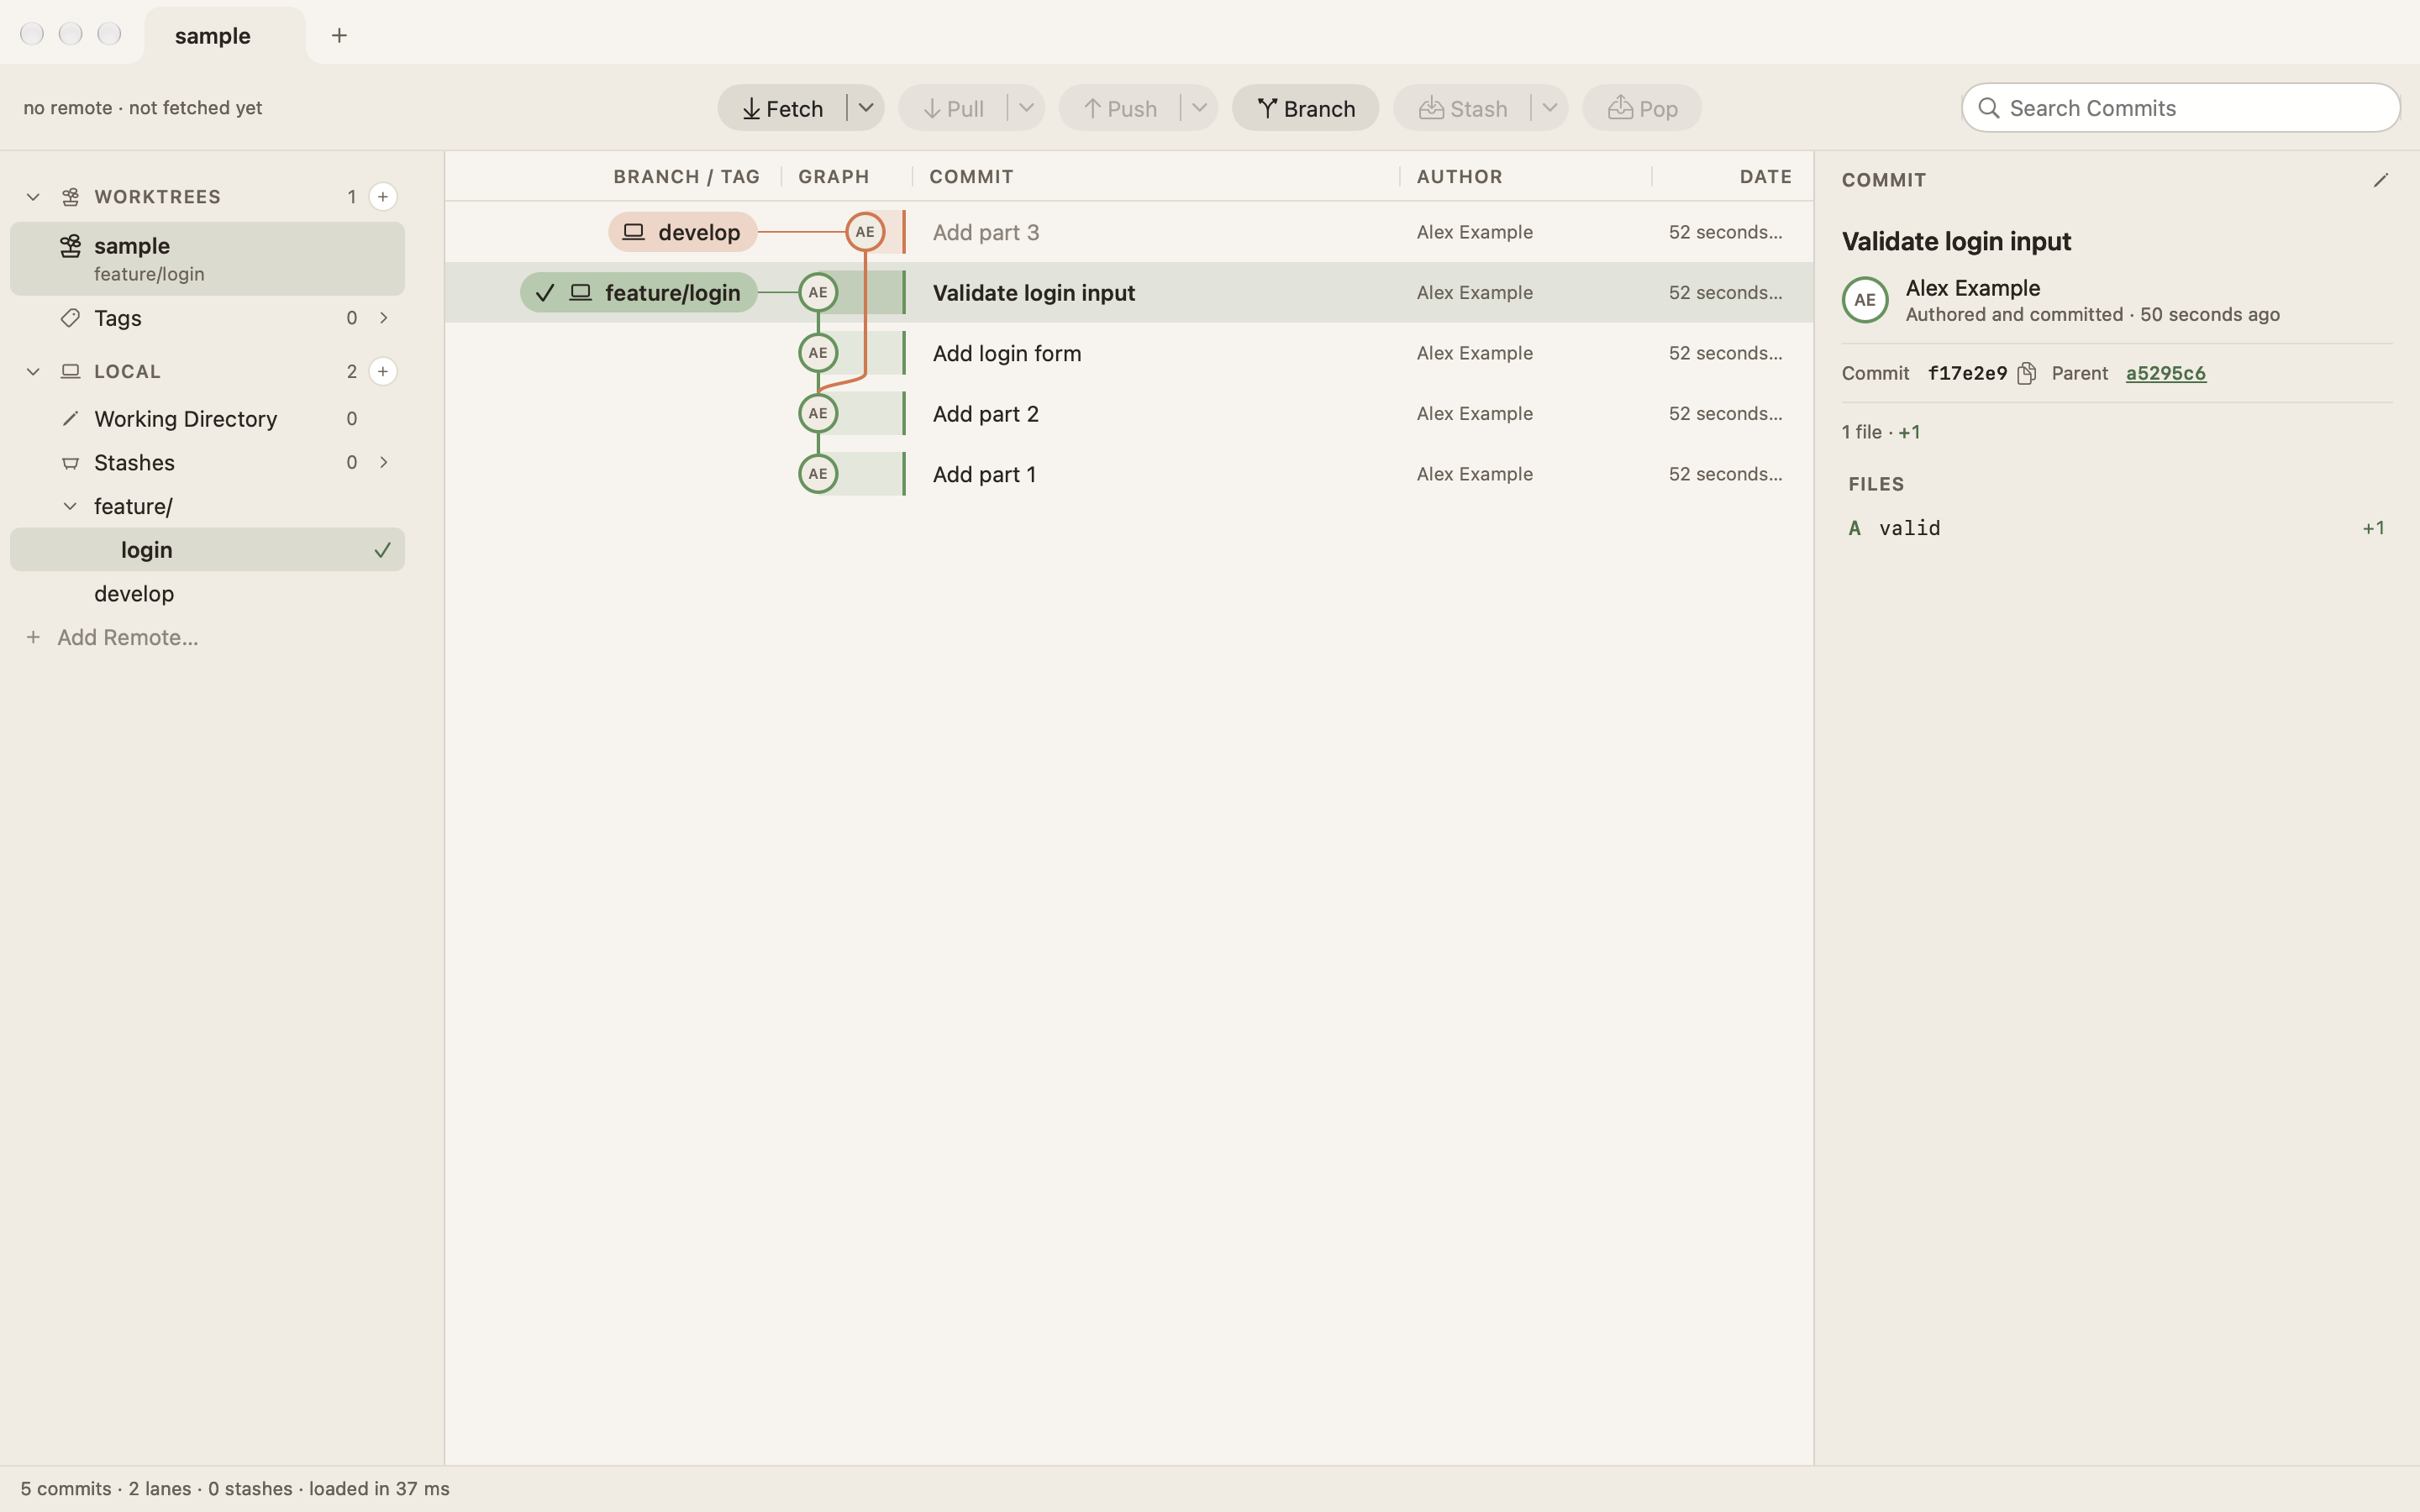 sample
no remote · not fetched yet
Fetch
Pull
Push
Branch
Stash
Pop
Search Commits
WORKTREES 1
sample
feature/login
Tags 0
LOCAL 2
Working Directory 0
Stashes 0
feature/
login
develop
Add Remote...
BRANCH / TAG GRAPH COMMIT AUTHOR DATE
develop AE Add part 3 Alex Example 52 seconds...
feature/login AE Validate login input Alex Example 52 seconds...
AE Add login form Alex Example 52 seconds...
AE Add part 2 Alex Example 52 seconds...
AE Add part 1 Alex Example 52 seconds...
COMMIT
Validate login input
AE Alex Example
Authored and committed · 50 seconds ago
Commit f17e2e9 Parent a5295c6
1 file · +1
FILES
A valid +1
5 commits · 2 lanes · 0 stashes · loaded in 37 ms